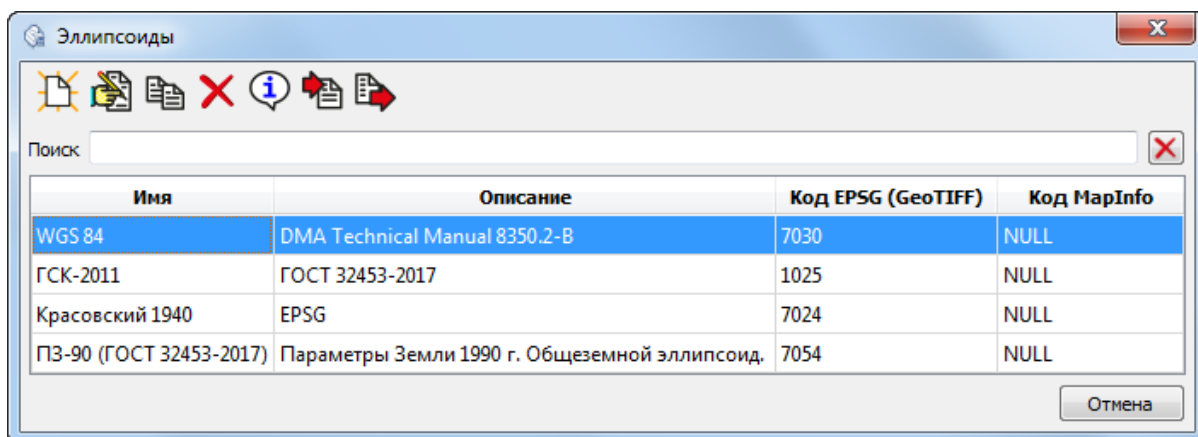 Эллипсоиды
Поиск
Имя Описание Код EPSG (GeoTIFF) Код MapInfo
WGS 84 DMA Technical Manual 8350.2-B 7030 NULL
ГСК-2011 ГОСТ 32453-2017 1025 NULL
Красовский 1940 EPSG 7024 NULL
ПЗ-90 (ГОСТ 32453-2017) Параметры Земли 1990 г. Общеземной эллипсоид. 7054 NULL
Отмена